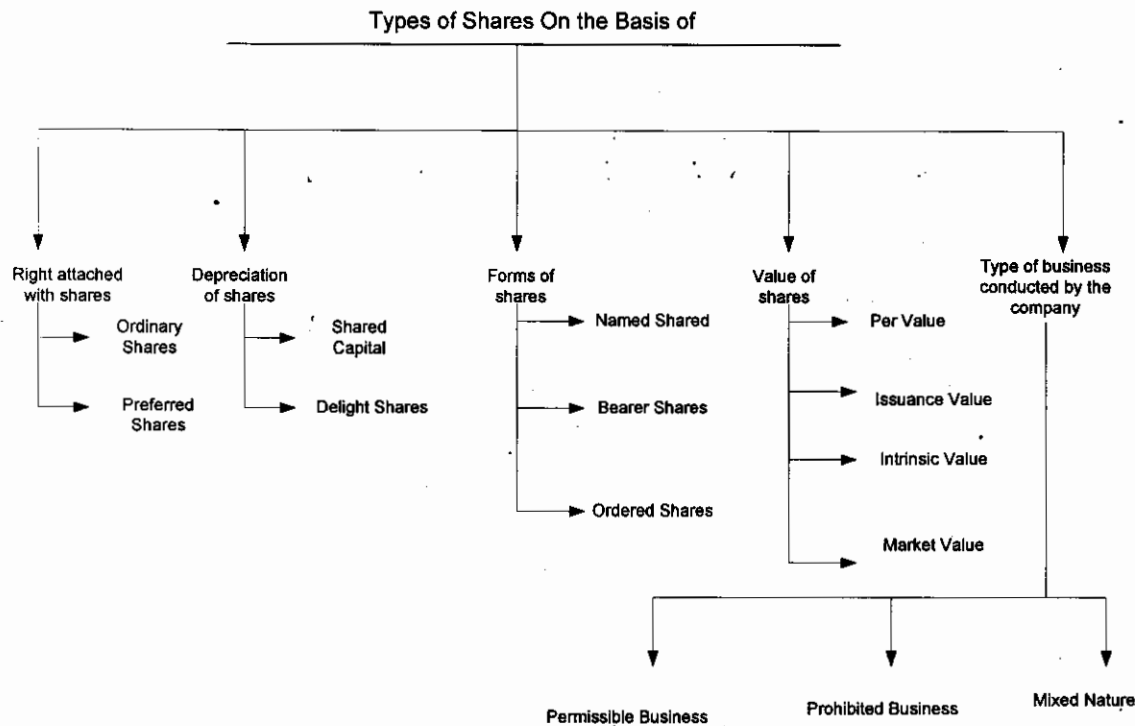 Types of Shares On the Basis of
Right attached
with shares
Ordinary
Shares
Preferred
Shares
Depreciation
of shares
Shared
Capital
Delight Shares
Forms of
shares
Named Shared
Bearer Shares
Ordered Shares
Value of
shares
Per Value
Issuance Value
Intrinsic Value
Market Value
Type of business
conducted by the
company
Permissible Business
Prohibited Business
Mixed Nature